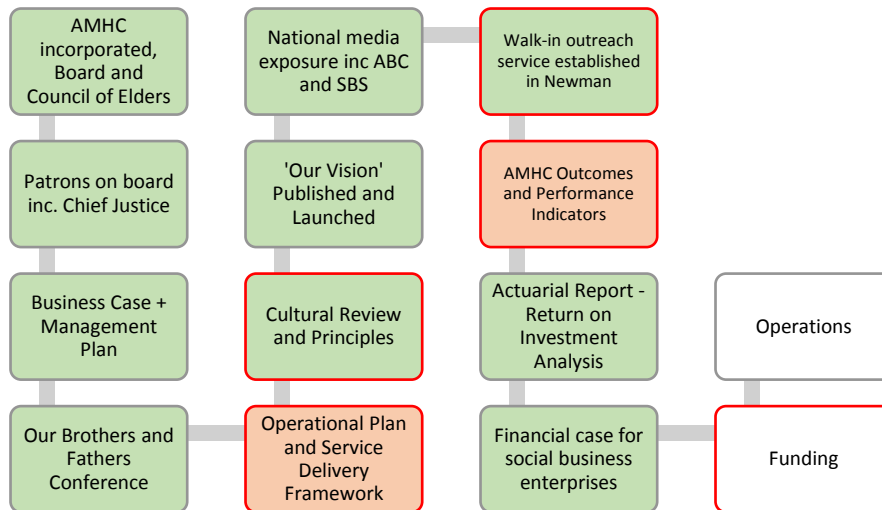 AMHC
incorporated,
Board and
Council of Elders
Patrons on board
inc. Chief Justice
Business Case +
Management
Plan
Our Brothers and
Fathers
Conference
Operational Plan
and Service
Delivery
Framework
Cultural Review
and Principles
'Our Vision'
Published and
Launched
National media
exposure inc ABC
and SBS
Walk-in outreach
service established
in Newman
AMHC Outcomes
and Performance
Indicators
Actuarial Report -
Return on
Investment
Analysis
Financial case for
social business
enterprises
Funding
Operations